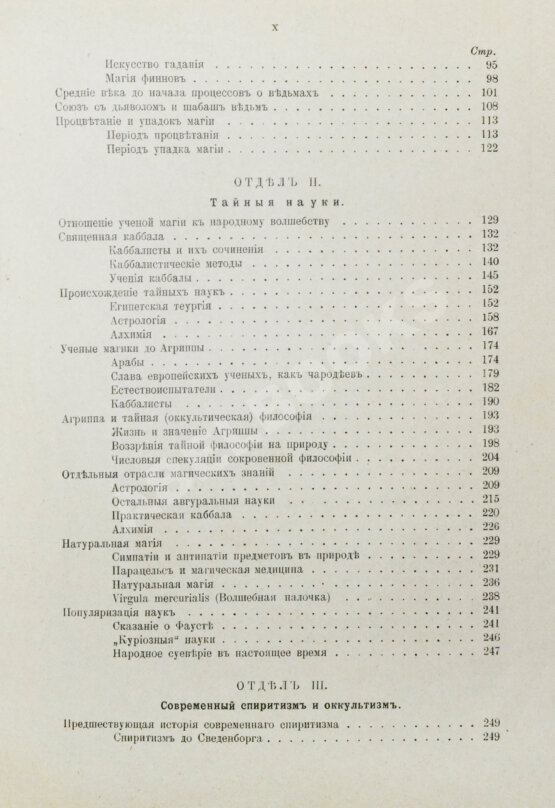 x
Стр.
Искусство гаданія . . . . . . . . . . . . . . . . . . . . 95
Магія финновъ . . . . . . . . . . . . . . . . . . . . . 98
Средніе вѣка до начала процессовъ о вѣдьмахъ . . . . . . . . . . 101
Союзъ съ дьяволомъ и шабашъ вѣдьмъ . . . . . . . . . . . . . 108
Процвѣтаніе и упадокъ магіи . . . . . . . . . . . . . . . . 113
Періодъ процвѣтанія . . . . . . . . . . . . . . . . . . 113
Періодъ упадка магіи . . . . . . . . . . . . . . . . . . 122
ОТДѢЛЪ II.
Тайныя науки.
Отношеніе ученой магіи къ народному волшебству . . . . . . . . . 129
Священная каббала . . . . . . . . . . . . . . . . . . . . 132
Каббалисты и ихъ сочиненія . . . . . . . . . . . . . . . 132
Каббалистическіе методы . . . . . . . . . . . . . . . . 140
Ученія каббалы . . . . . . . . . . . . . . . . . . . . 145
Происхожденіе тайныхъ наукъ . . . . . . . . . . . . . . . . 152
Египетская теургія . . . . . . . . . . . . . . . . . . 152
Астрологія . . . . . . . . . . . . . . . . . . . . . 158
Алхимія . . . . . . . . . . . . . . . . . . . . . . 167
Ученые магики до Агриппы . . . . . . . . . . . . . . . . . 174
Арабы . . . . . . . . . . . . . . . . . . . . . . . 174
Слава европейскихъ ученыхъ, какъ чародѣевъ . . . . . . . . 179
Естествоиспытатели . . . . . . . . . . . . . . . . . . 182
Каббалисты . . . . . . . . . . . . . . . . . . . . . 190
Агриппа и тайная (оккультическая) философія . . . . . . . . . . . 193
Жизнь и значеніе Агриппы . . . . . . . . . . . . . . . . 193
Воззрѣнія тайной философіи на природу . . . . . . . . . . . 198
Числовыя спекуляціи сокровенной философіи . . . . . . . . . 204
Отдѣльныя отрасли магическихъ знаній . . . . . . . . . . . . . 209
Астрологія . . . . . . . . . . . . . . . . . . . . . 209
Остальныя авгуральныя науки . . . . . . . . . . . . . . . 215
Практическая каббала . . . . . . . . . . . . . . . . . 220
Алхимія . . . . . . . . . . . . . . . . . . . . . . 226
Натуральная магія . . . . . . . . . . . . . . . . . . . . 229
Симпатіи и антипатіи предметовъ въ природѣ . . . . . . . . . 229
Парацельсъ и магическая медицина . . . . . . . . . . . . . 231
Натуральная магія . . . . . . . . . . . . . . . . . . . 236
Virgula mercurialis (Волшебная палочка) . . . . . . . . . . . 238
Популяризація наукъ . . . . . . . . . . . . . . . . . . . 241
Сказаніе о Фаустѣ . . . . . . . . . . . . . . . . . . . 241
„Куріозныя“ науки . . . . . . . . . . . . . . . . . . . 246
Народное суевѣріе въ настоящее время . . . . . . . . . . . . 247
ОТДѢЛЪ III.
Современный спиритизмъ и оккультизмъ.
Предшествующая исторія современнаго спиритизма . . . . . . . . . 249
Спиритизмъ до Сведенборга . . . . . . . . . . . . . . . . 249